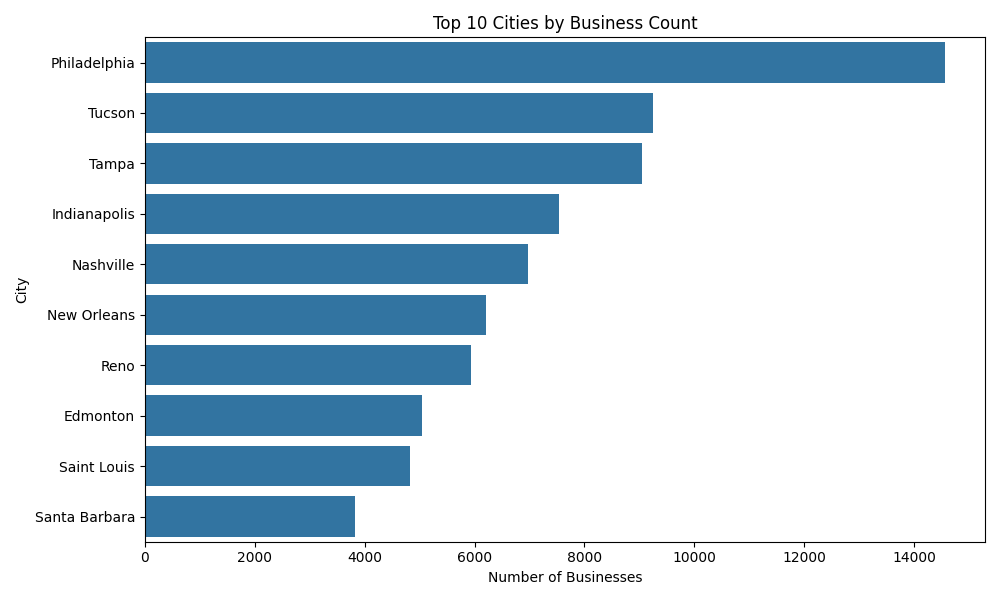 Top 10 Cities by Business Count
Philadelphia
Tucson
Tampa
Indianapolis
Nashville
New Orleans
Reno
Edmonton
Saint Louis
Santa Barbara
City
0 2000 4000 6000 8000 10000 12000 14000
Number of Businesses